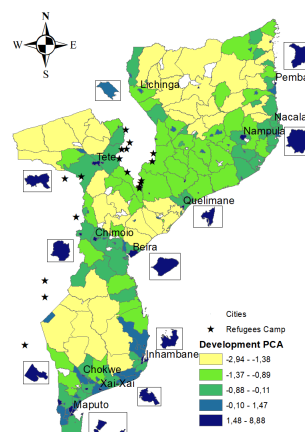 N
W E
S
Lichinga
Pemba
Nacala
Nampula
Tete
Quelimane
Chimoio
Beira
Inhambane
Chokwe
Xai-Xai
Maputo
Cities
Refugees Camp
Development PCA
-2,94 - -1,38
-1,37 - -0,89
-0,88 - -0,11
-0,10 - 1,47
1,48 - 8,88